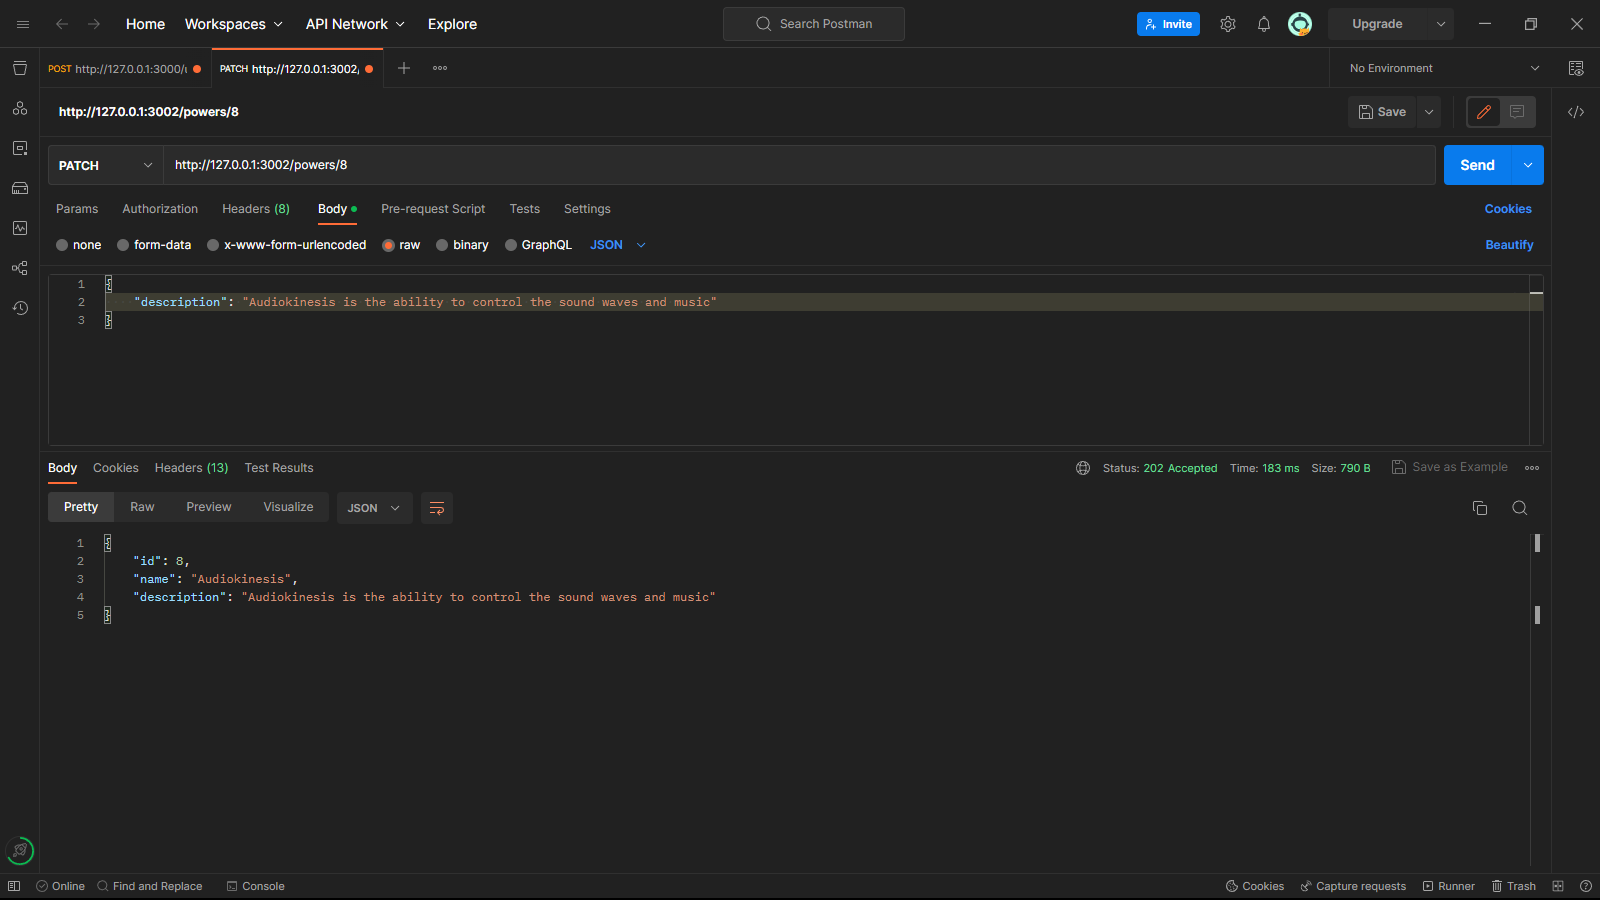 Home Workspaces API Network Explore Search Postman Invite Upgrade
POST http://127.0.0.1:3000/u PATCH http://127.0.0.1:3002/ No Environment
http://127.0.0.1:3002/powers/8 Save
PATCH http://127.0.0.1:3002/powers/8 Send
Params Authorization Headers (8) Body Pre-request Script Tests Settings Cookies
none form-data x-www-form-urlencoded raw binary GraphQL JSON Beautify
1 {
2 "description": "Audiokinesis is the ability to control the sound waves and music"
3 }
Body Cookies Headers (13) Test Results Status: 202 Accepted Time: 183 ms Size: 790 B Save as Example
Pretty Raw Preview Visualize JSON
1 {
2 "id": 8,
3 "name": "Audiokinesis",
4 "description": "Audiokinesis is the ability to control the sound waves and music"
5 }
Online Find and Replace Console Cookies Capture requests Runner Trash